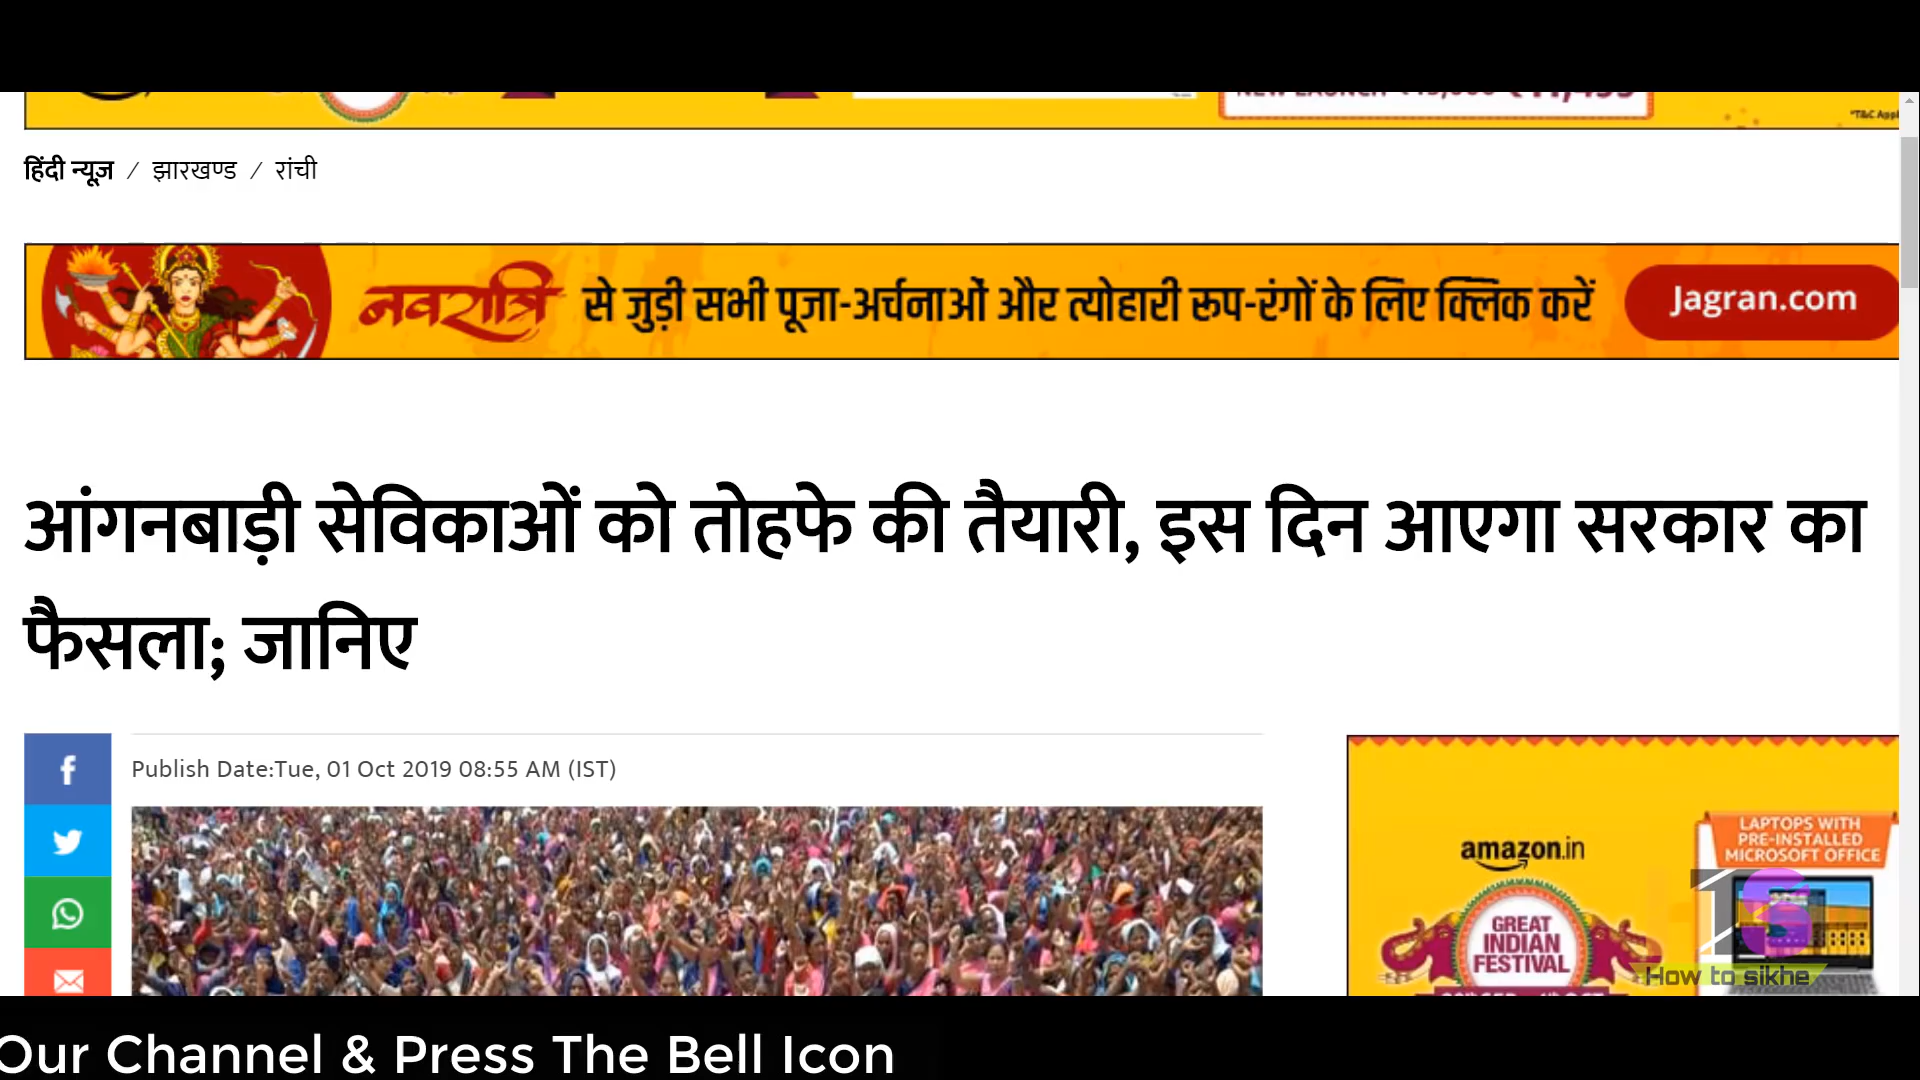 *T&C Appl
हिंदी न्यूज़ / झारखण्ड / रांची
नवरात्रि से जुड़ी सभी पूजा-अर्चनाओं और त्योहारी रूप-रंगों के लिए क्लिक करें Jagran.com
आंगनबाड़ी सेविकाओं को तोहफे की तैयारी, इस दिन आएगा सरकार का
फैसला; जानिए
Publish Date:Tue, 01 Oct 2019 08:55 AM (IST)
amazon.in
GREAT
INDIAN
FESTIVAL
LAPTOPS WITH
PRE-INSTALLED
MICROSOFT OFFICE
TS
How to sikhe
Our Channel & Press The Bell Icon